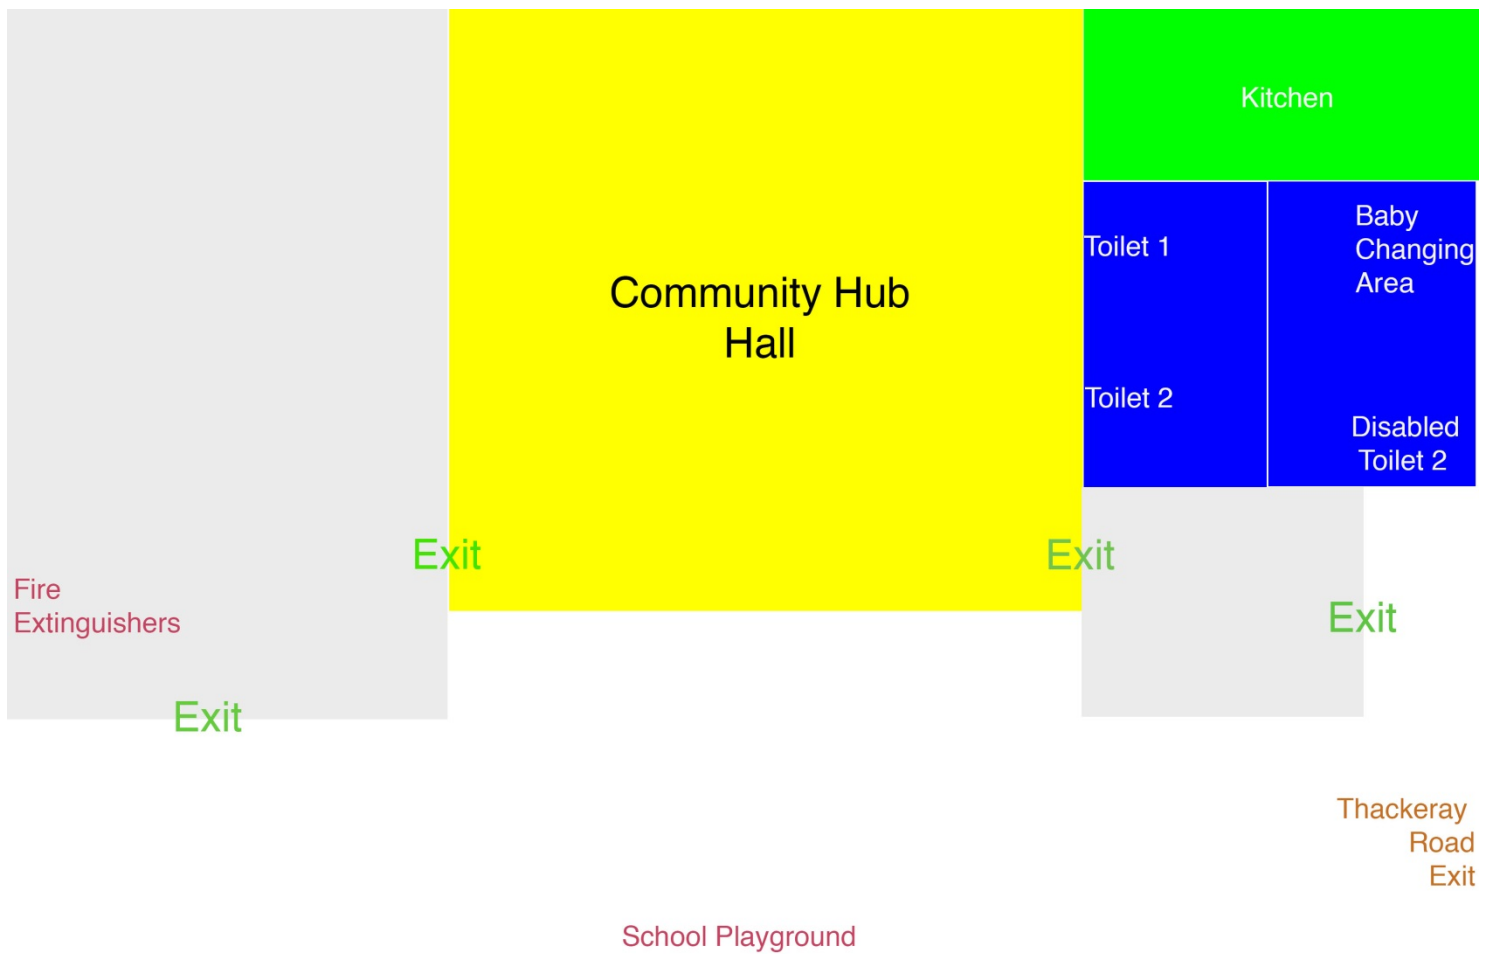 Kitchen
Baby
Changing
Area
Toilet 1
Community Hub
Hall
Toilet 2
Disabled
Toilet 2
Exit
Exit
Fire
Extinguishers
Exit
Exit
Thackeray
Road
Exit
School Playground